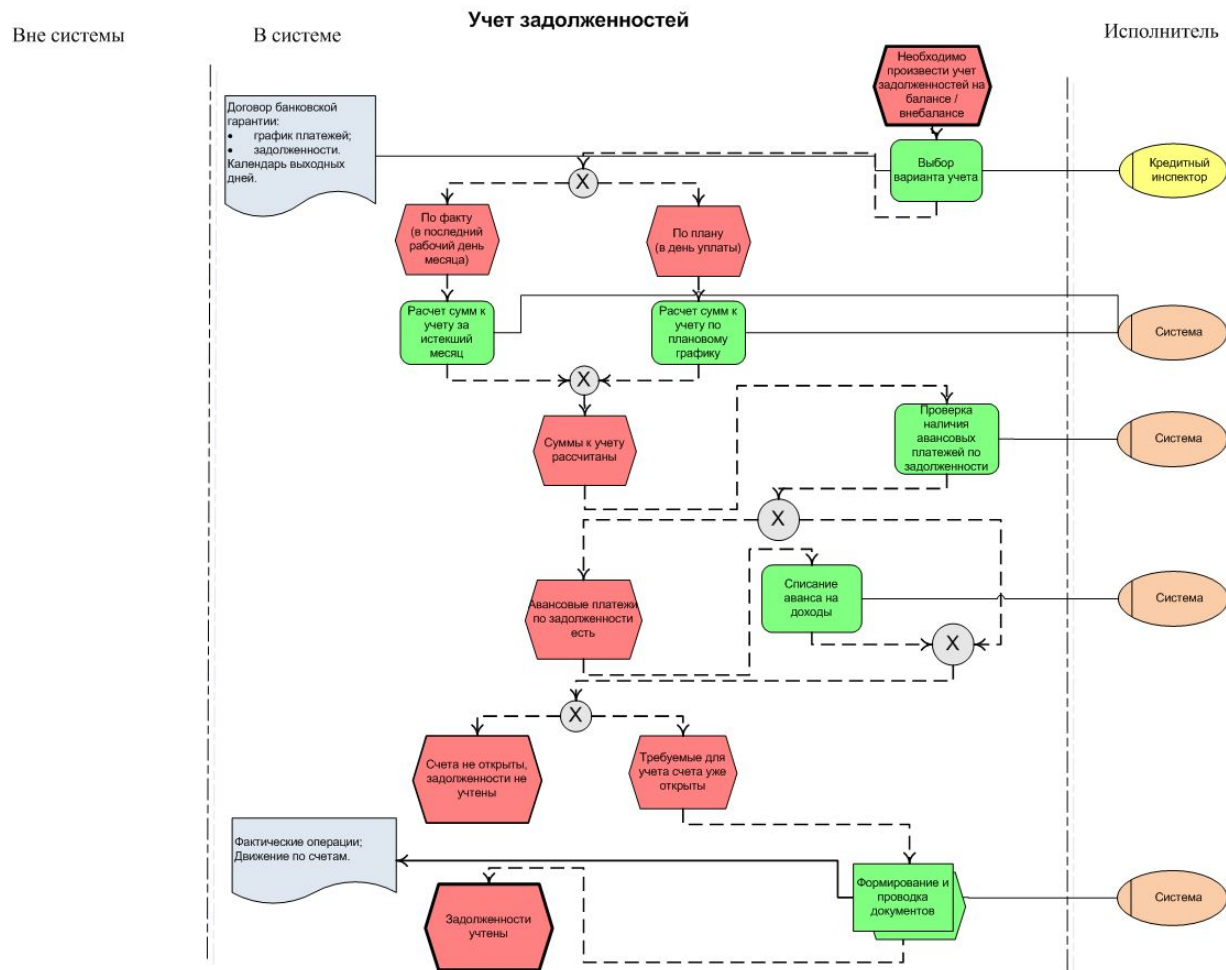 Учет задолженностей
Вне системы
В системе
Исполнитель
Необходимо
произвести учет
задолженностей на
балансе /
внебалансе
Договор банковской
гарантии:
• график платежей;
• задолженности.
Календарь выходных
дней.
Выбор
варианта учета
Кредитный
инспектор
X
По факту
(в последний
рабочий день
месяца)
По плану
(в день уплаты)
Расчет сумм к
учету за
истекший
месяц
Расчет сумм к
учету по
плановому
графику
Система
X
Суммы к учету
рассчитаны
Проверка
наличия
авансовых
платежей по
задолженности
Система
X
Авансовые платежи
по задолженности
есть
Списание
аванса на
доходы
Система
X
X
Счета не открыты,
задолженности не
учтены
Требуемые для
учета счета уже
открыты
Фактические операции;
Движение по счетам.
Формирование и
проводка
документов
Система
Задолженности
учтены